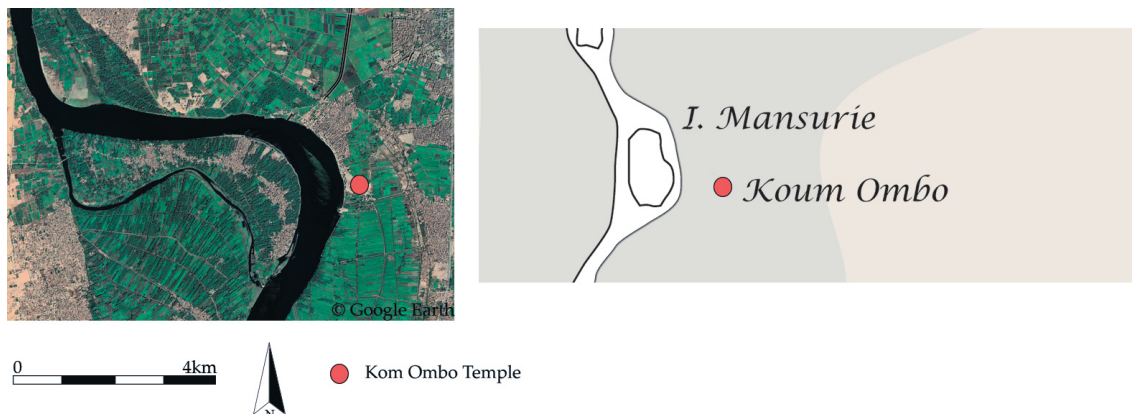 I. Mansurie
Koum Ombo
© Google Earth
0 4km
Kom Ombo Temple
N